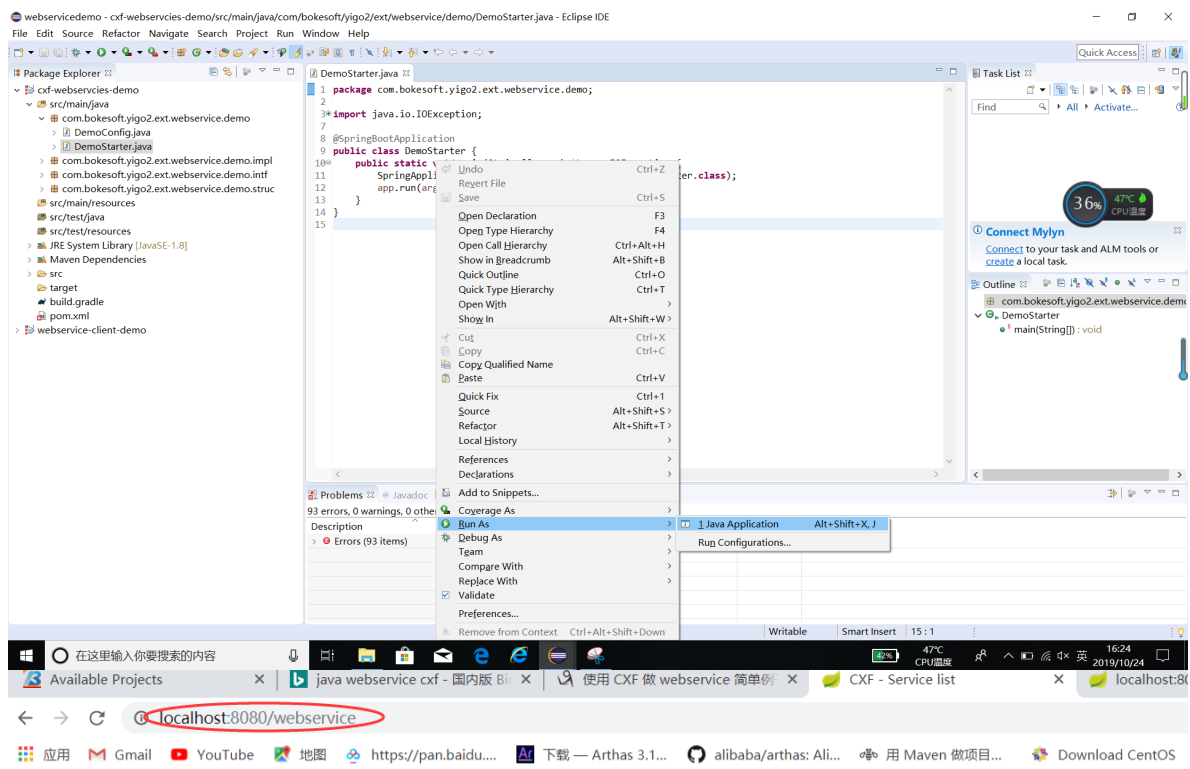 webservicedemo - cxf-webservcies-demo/src/main/java/com/bokesoft/yigo2/ext/webservice/demo/DemoStarter.java - Eclipse IDE
File Edit Source Refactor Navigate Search Project Run Window Help
Quick Access
Package Explorer
cxf-webservcies-demo
src/main/java
com.bokesoft.yigo2.ext.webservice.demo
DemoConfig.java
DemoStarter.java
com.bokesoft.yigo2.ext.webservice.demo.impl
com.bokesoft.yigo2.ext.webservice.demo.intf
com.bokesoft.yigo2.ext.webservice.demo.struc
src/main/resources
src/test/java
src/test/resources
JRE System Library [JavaSE-1.8]
Maven Dependencies
src
target
build.gradle
pom.xml
webservice-client-demo
DemoStarter.java
1 package com.bokesoft.yigo2.ext.webservice.demo;
2
3 import java.io.IOException;
7
8 @SpringBootApplication
9 public class DemoStarter {
10 public static
11 SpringAppli er.class);
12 app.run(arg
13 }
14 }
15
Undo Ctrl+Z
Revert File
Save Ctrl+S
Open Declaration F3
Open Type Hierarchy F4
Open Call Hierarchy Ctrl+Alt+H
Show in Breadcrumb Alt+Shift+B
Quick Outline Ctrl+O
Quick Type Hierarchy Ctrl+T
Open With
Show In Alt+Shift+W
Cut Ctrl+X
Copy Ctrl+C
Copy Qualified Name
Paste Ctrl+V
Quick Fix Ctrl+1
Source Alt+Shift+S
Refactor Alt+Shift+T
Local History
References
Declarations
Add to Snippets...
Coverage As
Run As
Debug As
Team
Compare With
Replace With
Validate
Preferences...
Remove from Context Ctrl+Alt+Shift+Down
1 Java Application Alt+Shift+X, J
Run Configurations...
Problems Javadoc
93 errors, 0 warnings, 0 othe
Description
Errors (93 items)
Task List
Find All Activate...
36% 47℃
CPU温度
Connect Mylyn
Connect to your task and ALM tools or
create a local task.
Outline
com.bokesoft.yigo2.ext.webservice.demo
DemoStarter
main(String[]) : void
Writable Smart Insert 15 : 1
在这里输入你要搜索的内容
42% 47℃
CPU温度
英 16:24
2019/10/24
Available Projects java webservice cxf - 国内版 Bi 使用 CXF 做 webservice 简单例 CXF - Service list localhost:80
localhost:8080/webservice
应用 Gmail YouTube 地图 https://pan.baidu.... Ar 下载 — Arthas 3.1... alibaba/arthas: Ali... 用 Maven 做项目... Download CentOS